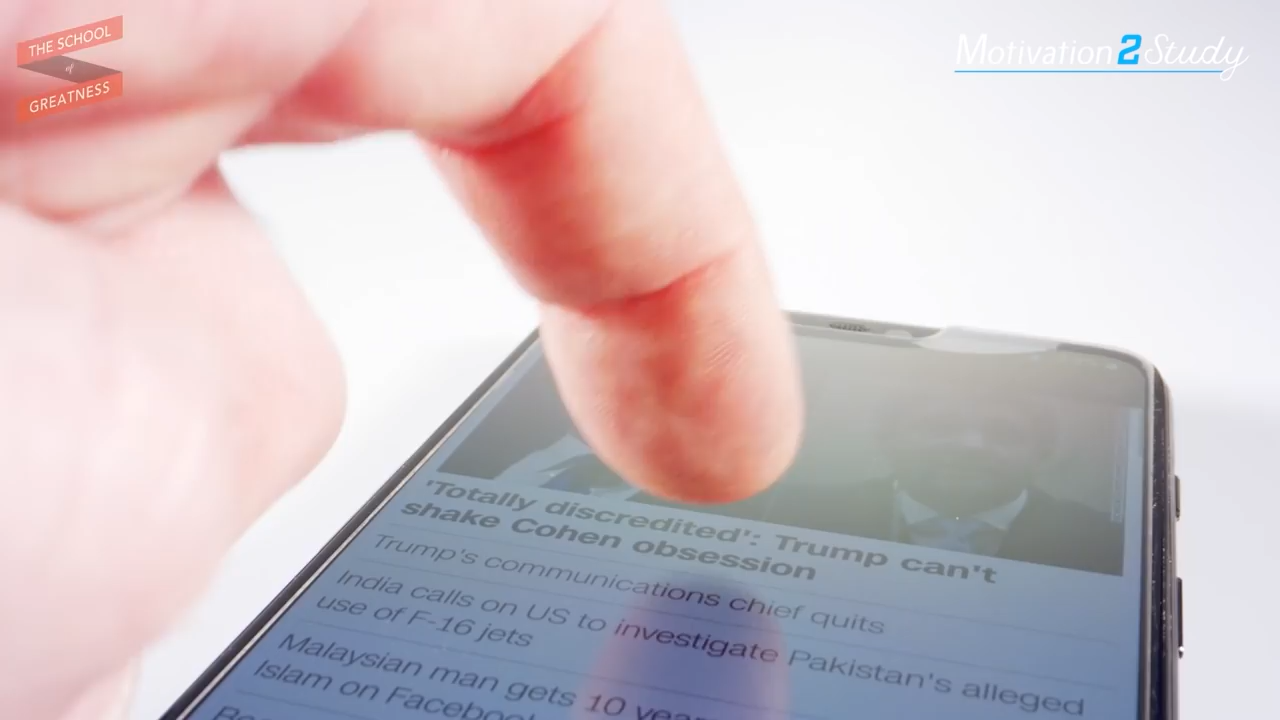 THE SCHOOL
of
GREATNESS
Motivation2Study
'Totally discredited': Trump can't
shake Cohen obsession
Trump's communications chief quits
India calls on US to investigate Pakistan's alleged
use of F-16 jets
Malaysian man gets 10 years
Islam on Facebook